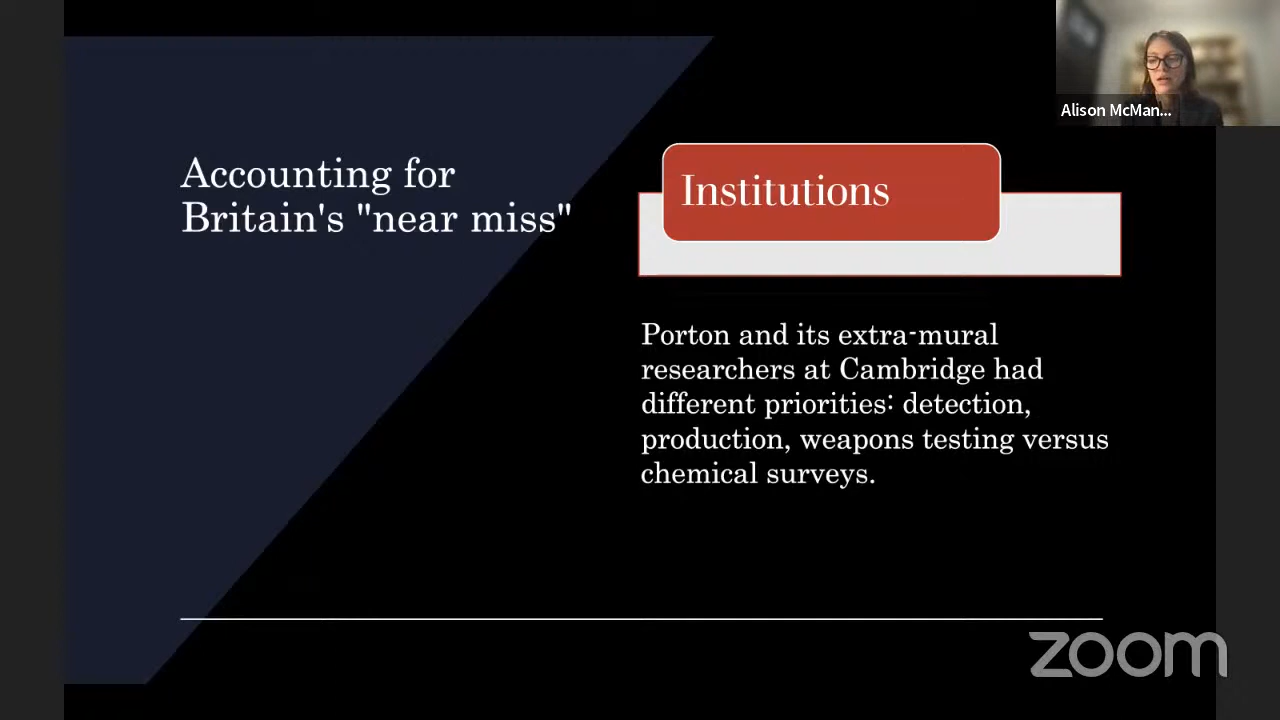 Alison McMan...
Accounting for
Britain's "near miss"
Institutions
Porton and its extra-mural
researchers at Cambridge had
different priorities: detection,
production, weapons testing versus
chemical surveys.
zoom